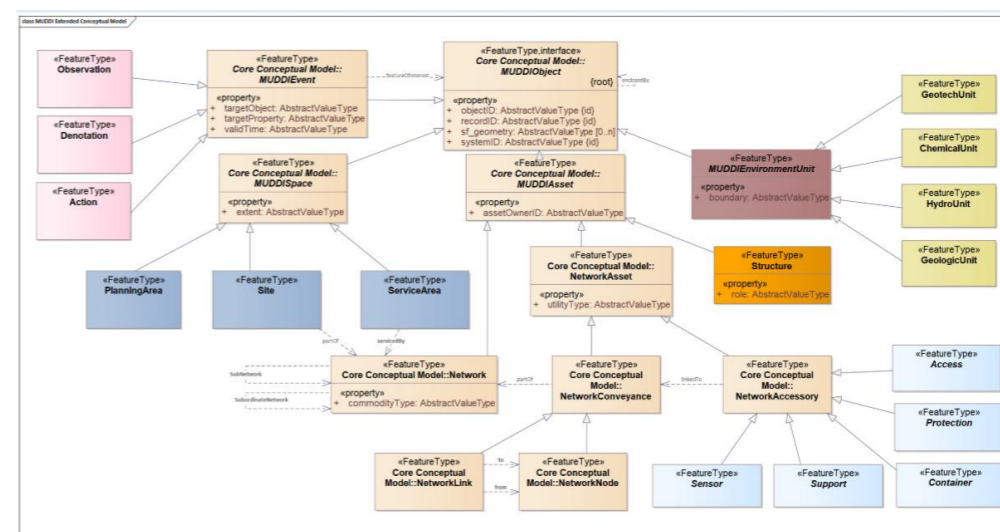 class MUDDI Extended Conceptual Model
«FeatureType»
Observation
«FeatureType»
Denotation
«FeatureType»
Action
«FeatureType»
Core Conceptual Model::
MUDDIEvent
«property»
+ targetObject: AbstractValueType
+ targetProperty: AbstractValueType
+ validTime: AbstractValueType
featureOfInterest
«FeatureType,interface»
Core Conceptual Model::
MUDDIObject
{root}
«property»
+ objectID: AbstractValueType {id}
+ recordID: AbstractValueType {id}
+ sf_geometry: AbstractValueType [0..n]
+ systemID: AbstractValueType {id}
enclosedBy
«FeatureType»
GeotechUnit
«FeatureType»
ChemicalUnit
«FeatureType»
HydroUnit
«FeatureType»
GeologicUnit
«FeatureType»
MUDDIEnvironmentUnit
«property»
+ boundary: AbstractValueType
«FeatureType»
Core Conceptual Model::
MUDDISpace
«property»
+ extent: AbstractValueType
«FeatureType»
Core Conceptual Model::
MUDDIAsset
«property»
+ assetOwnerID: AbstractValueType
«FeatureType»
PlanningArea
«FeatureType»
Site
«FeatureType»
ServiceArea
«FeatureType»
Core Conceptual Model::
NetworkAsset
«property»
+ utilityType: AbstractValueType
«FeatureType»
Structure
«property»
+ role: AbstractValueType
partOf
servicedBy
SubNetwork
SubordinateNetwork
«FeatureType»
Core Conceptual Model::Network
«property»
+ commodityType: AbstractValueType
partOf
«FeatureType»
Core Conceptual
Model::
NetworkConveyance
linkedTo
«FeatureType»
Core Conceptual
Model::
NetworkAccessory
«FeatureType»
Access
«FeatureType»
Protection
«FeatureType»
Container
«FeatureType»
Core Conceptual
Model::NetworkLink
to
from
«FeatureType»
Core Conceptual
Model::NetworkNode
«FeatureType»
Sensor
«FeatureType»
Support